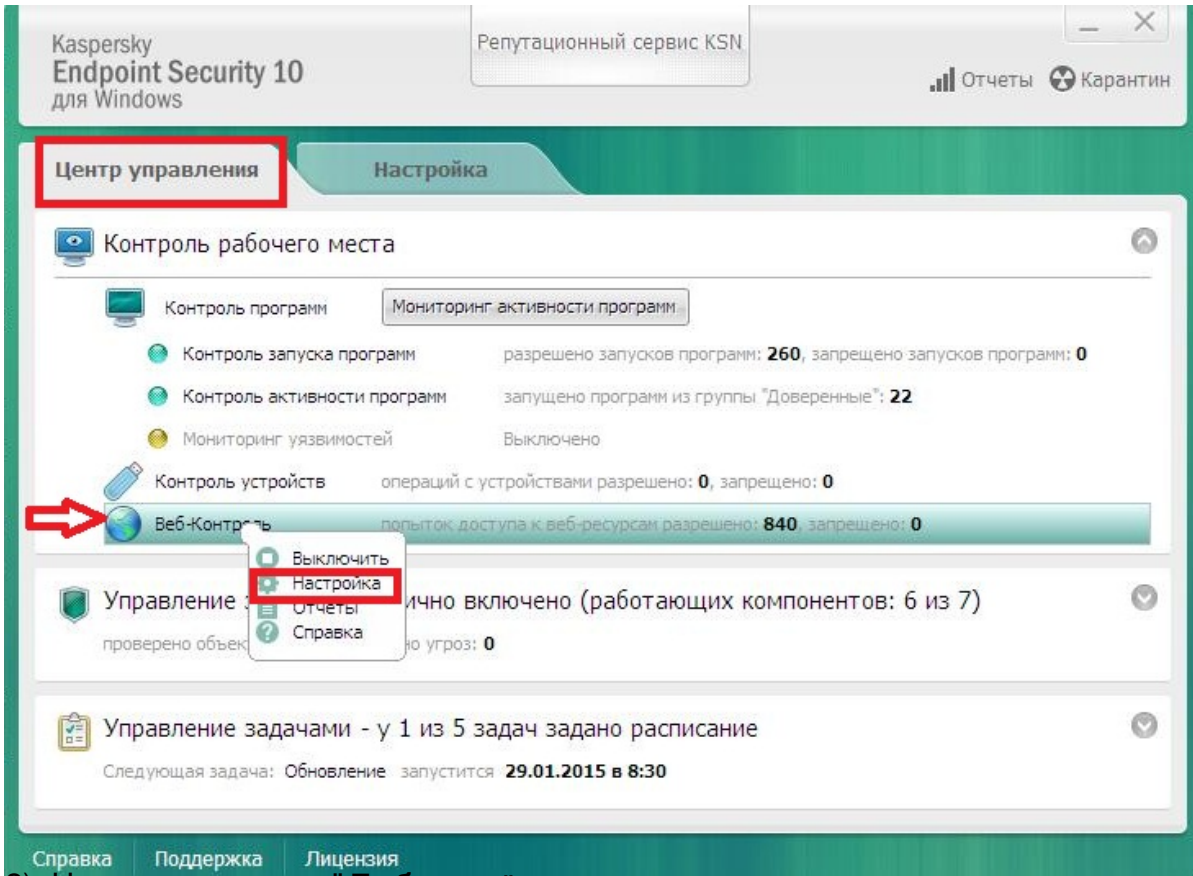 Kaspersky
Endpoint Security 10
для Windows
Репутационный сервис KSN
Отчеты
Карантин
Центр управления
Настройка
Контроль рабочего места
Контроль программ
Мониторинг активности программ
Контроль запуска программ разрешено запусков программ: 260, запрещено запусков программ: 0
Контроль активности программ запущено программ из группы "Доверенные": 22
Мониторинг уязвимостей Выключено
Контроль устройств операций с устройствами разрешено: 0, запрещено: 0
Веб-Контроль попыток доступа к веб-ресурсам разрешено: 840, запрещено: 0
Выключить
Настройка
Отчеты
Справка
Управление включено (работающих компонентов: 6 из 7)
проверено угроз: 0
Управление задачами - у 1 из 5 задач задано расписание
Следующая задача: Обновление запустится 29.01.2015 в 8:30
Справка Поддержка Лицензия